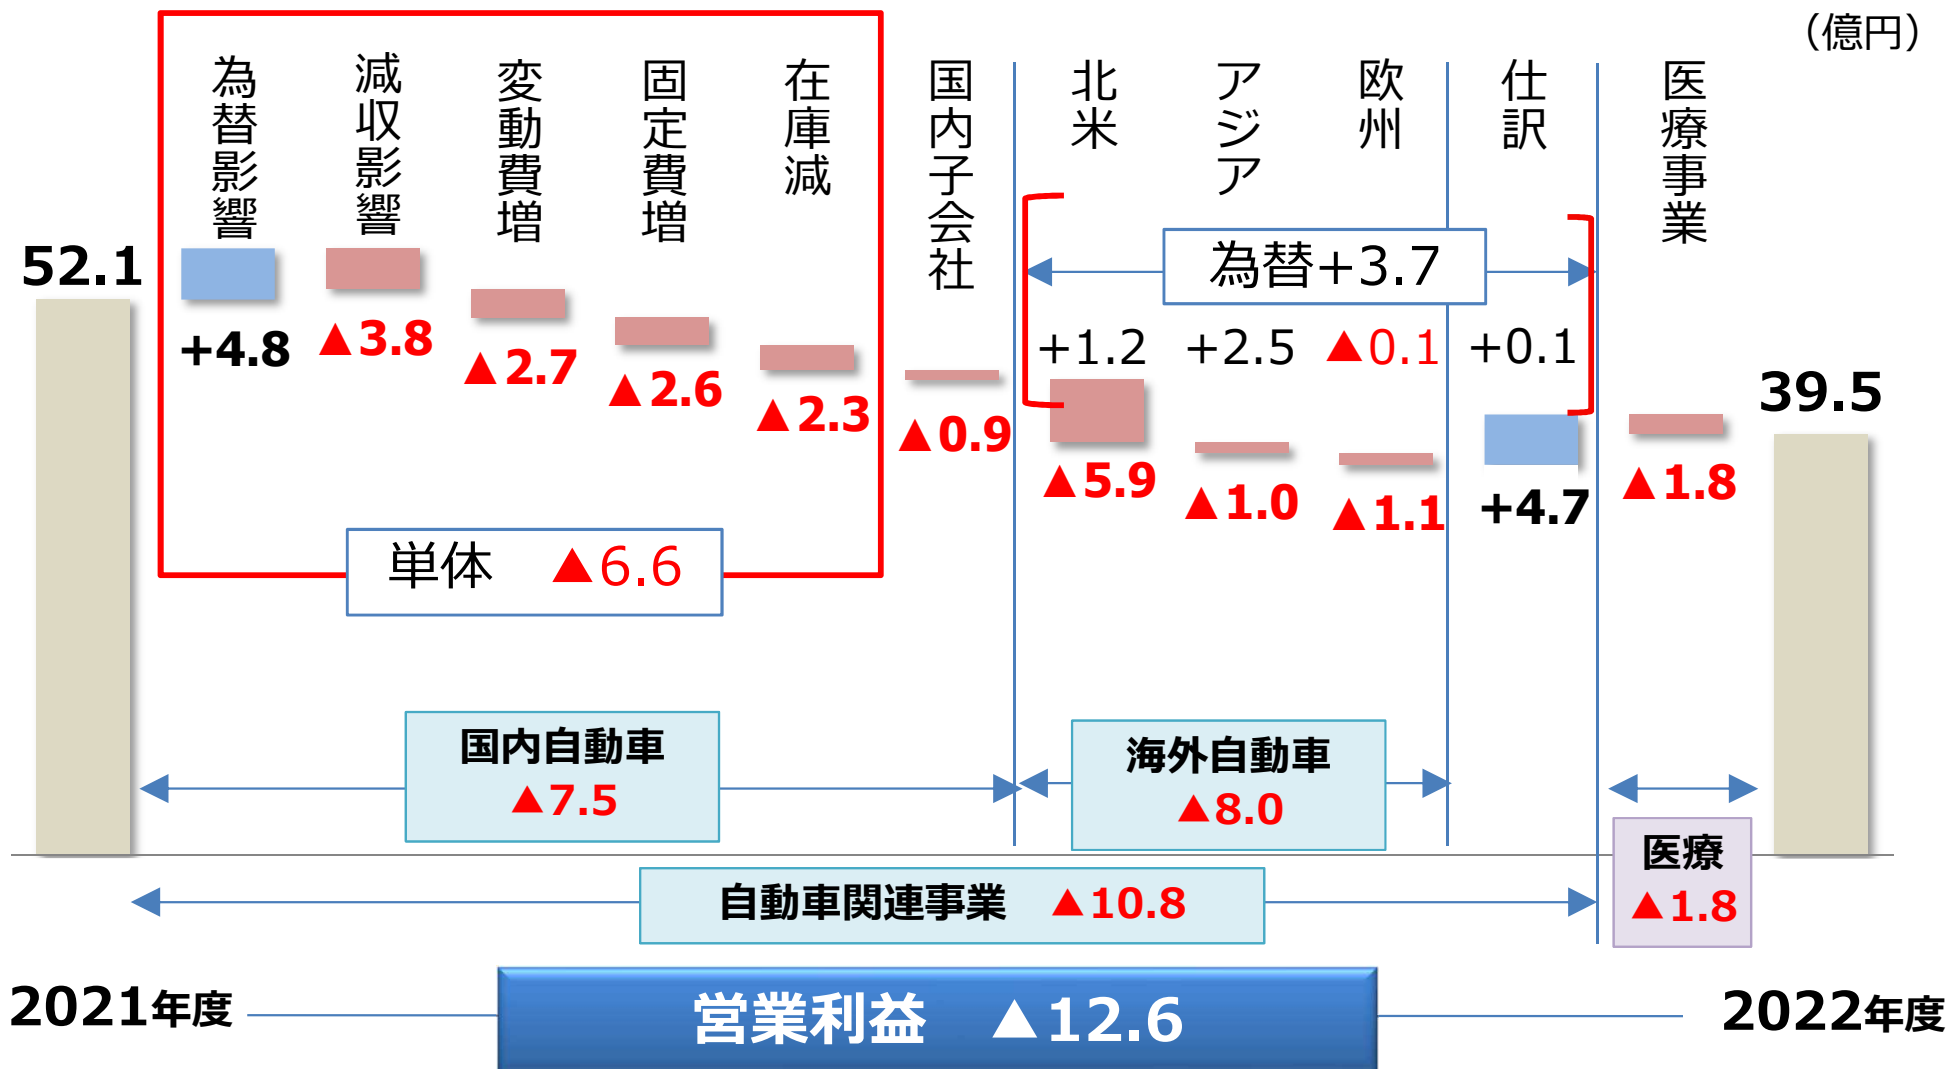 （億円）
為替影響
減収影響
変動費増
固定費増
在庫減
国内子会社
北米
アジア
欧州
仕訳
医療事業
52.1
+4.8
▲3.8
▲2.7
▲2.6
▲2.3
▲0.9
為替+3.7
+1.2
+2.5
▲0.1
+0.1
▲5.9
▲1.0
▲1.1
+4.7
▲1.8
39.5
単体　▲6.6
国内自動車
▲7.5
海外自動車
▲8.0
医療
▲1.8
自動車関連事業　▲10.8
2021年度
営業利益　▲12.6
2022年度